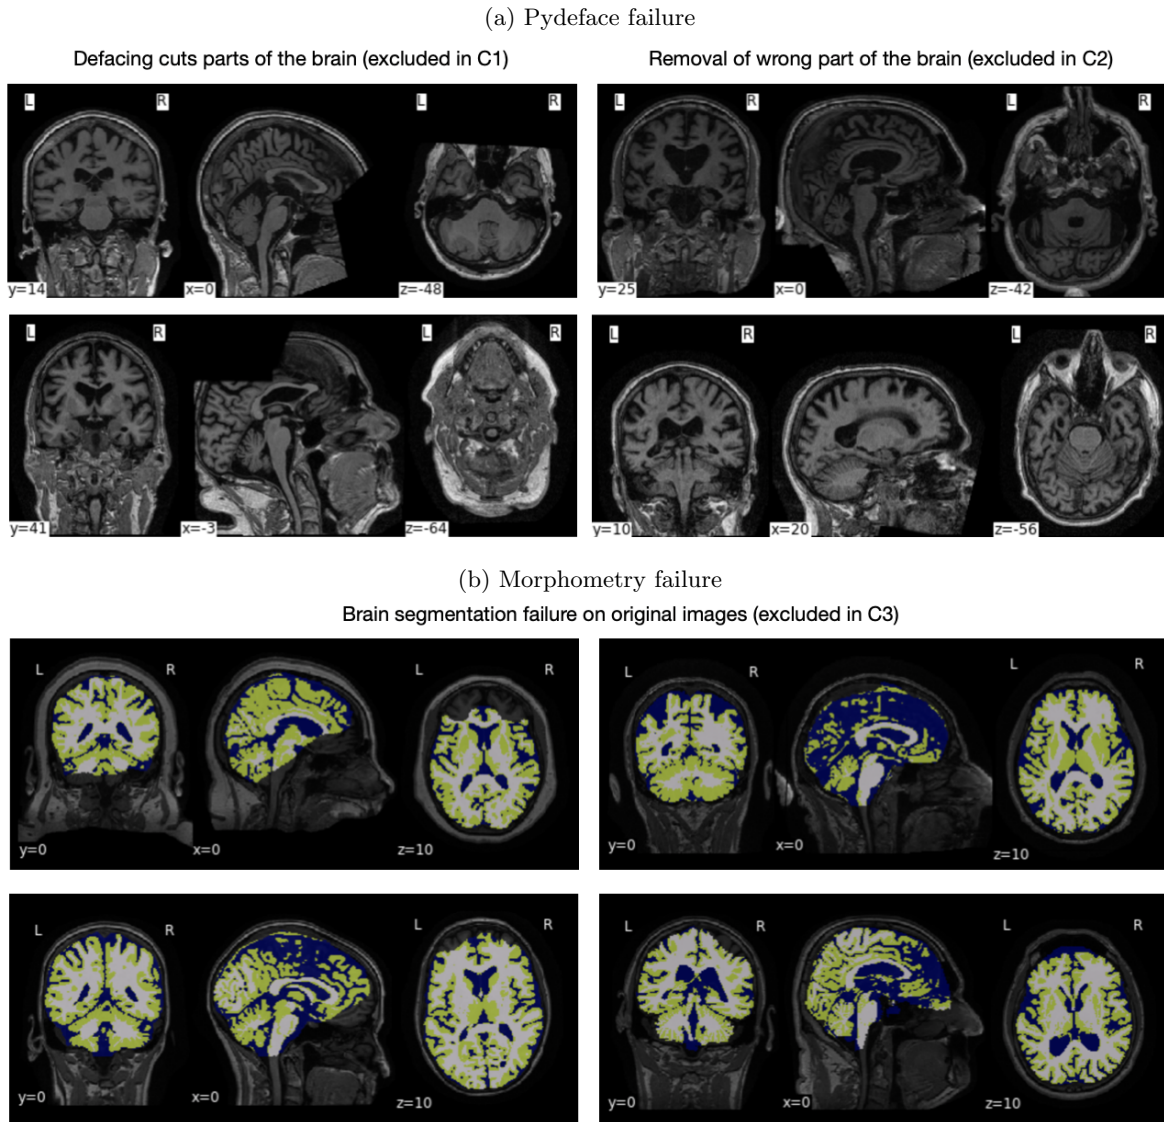 (a) Pydeface failure
Defacing cuts parts of the brain (excluded in C1)
Removal of wrong part of the brain (excluded in C2)
L R L R
y=14 x=0 z=-48
L R L R
y=25 x=0 z=-42
L R L R
y=41 x=-3 z=-64
L R L R
y=10 x=20 z=-56
(b) Morphometry failure
Brain segmentation failure on original images (excluded in C3)
L R L R
y=0 x=0 z=10
L R L R
y=0 x=0 z=10
L R L R
y=0 x=0 z=10
L R L R
y=0 x=0 z=10